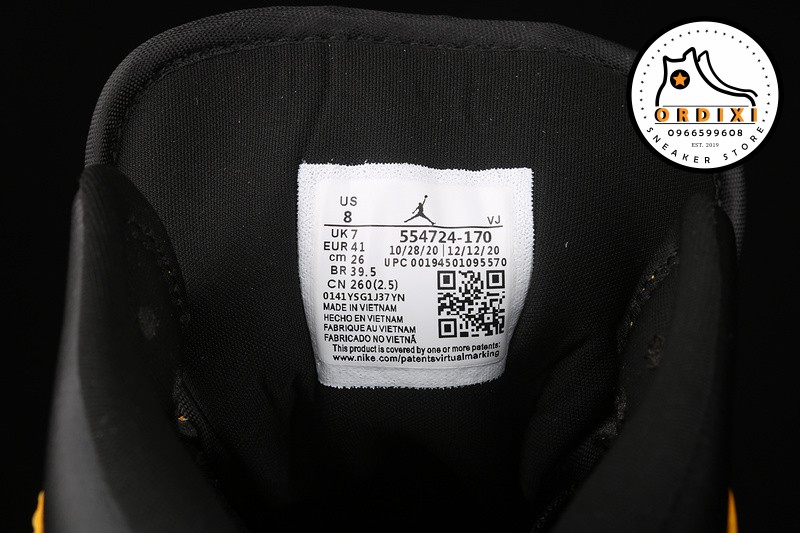 US
8
VJ
UK 7
EUR 41
cm 26
BR 39.5
CN 260(2.5)
554724-170
10/28/20 | 12/12/20
UPC 00194501095570
0141YSG1J37YN
MADE IN VIETNAM
HECHO EN VIETNAM
FABRIQUE AU VIETNAM
FABRICADO NO VIETNÃ
This product is covered by one or more patents:
www.nike.com/patentsvirtualmarking
ORDIXI
0966599608
EST. 2019
SNEAKER STORE